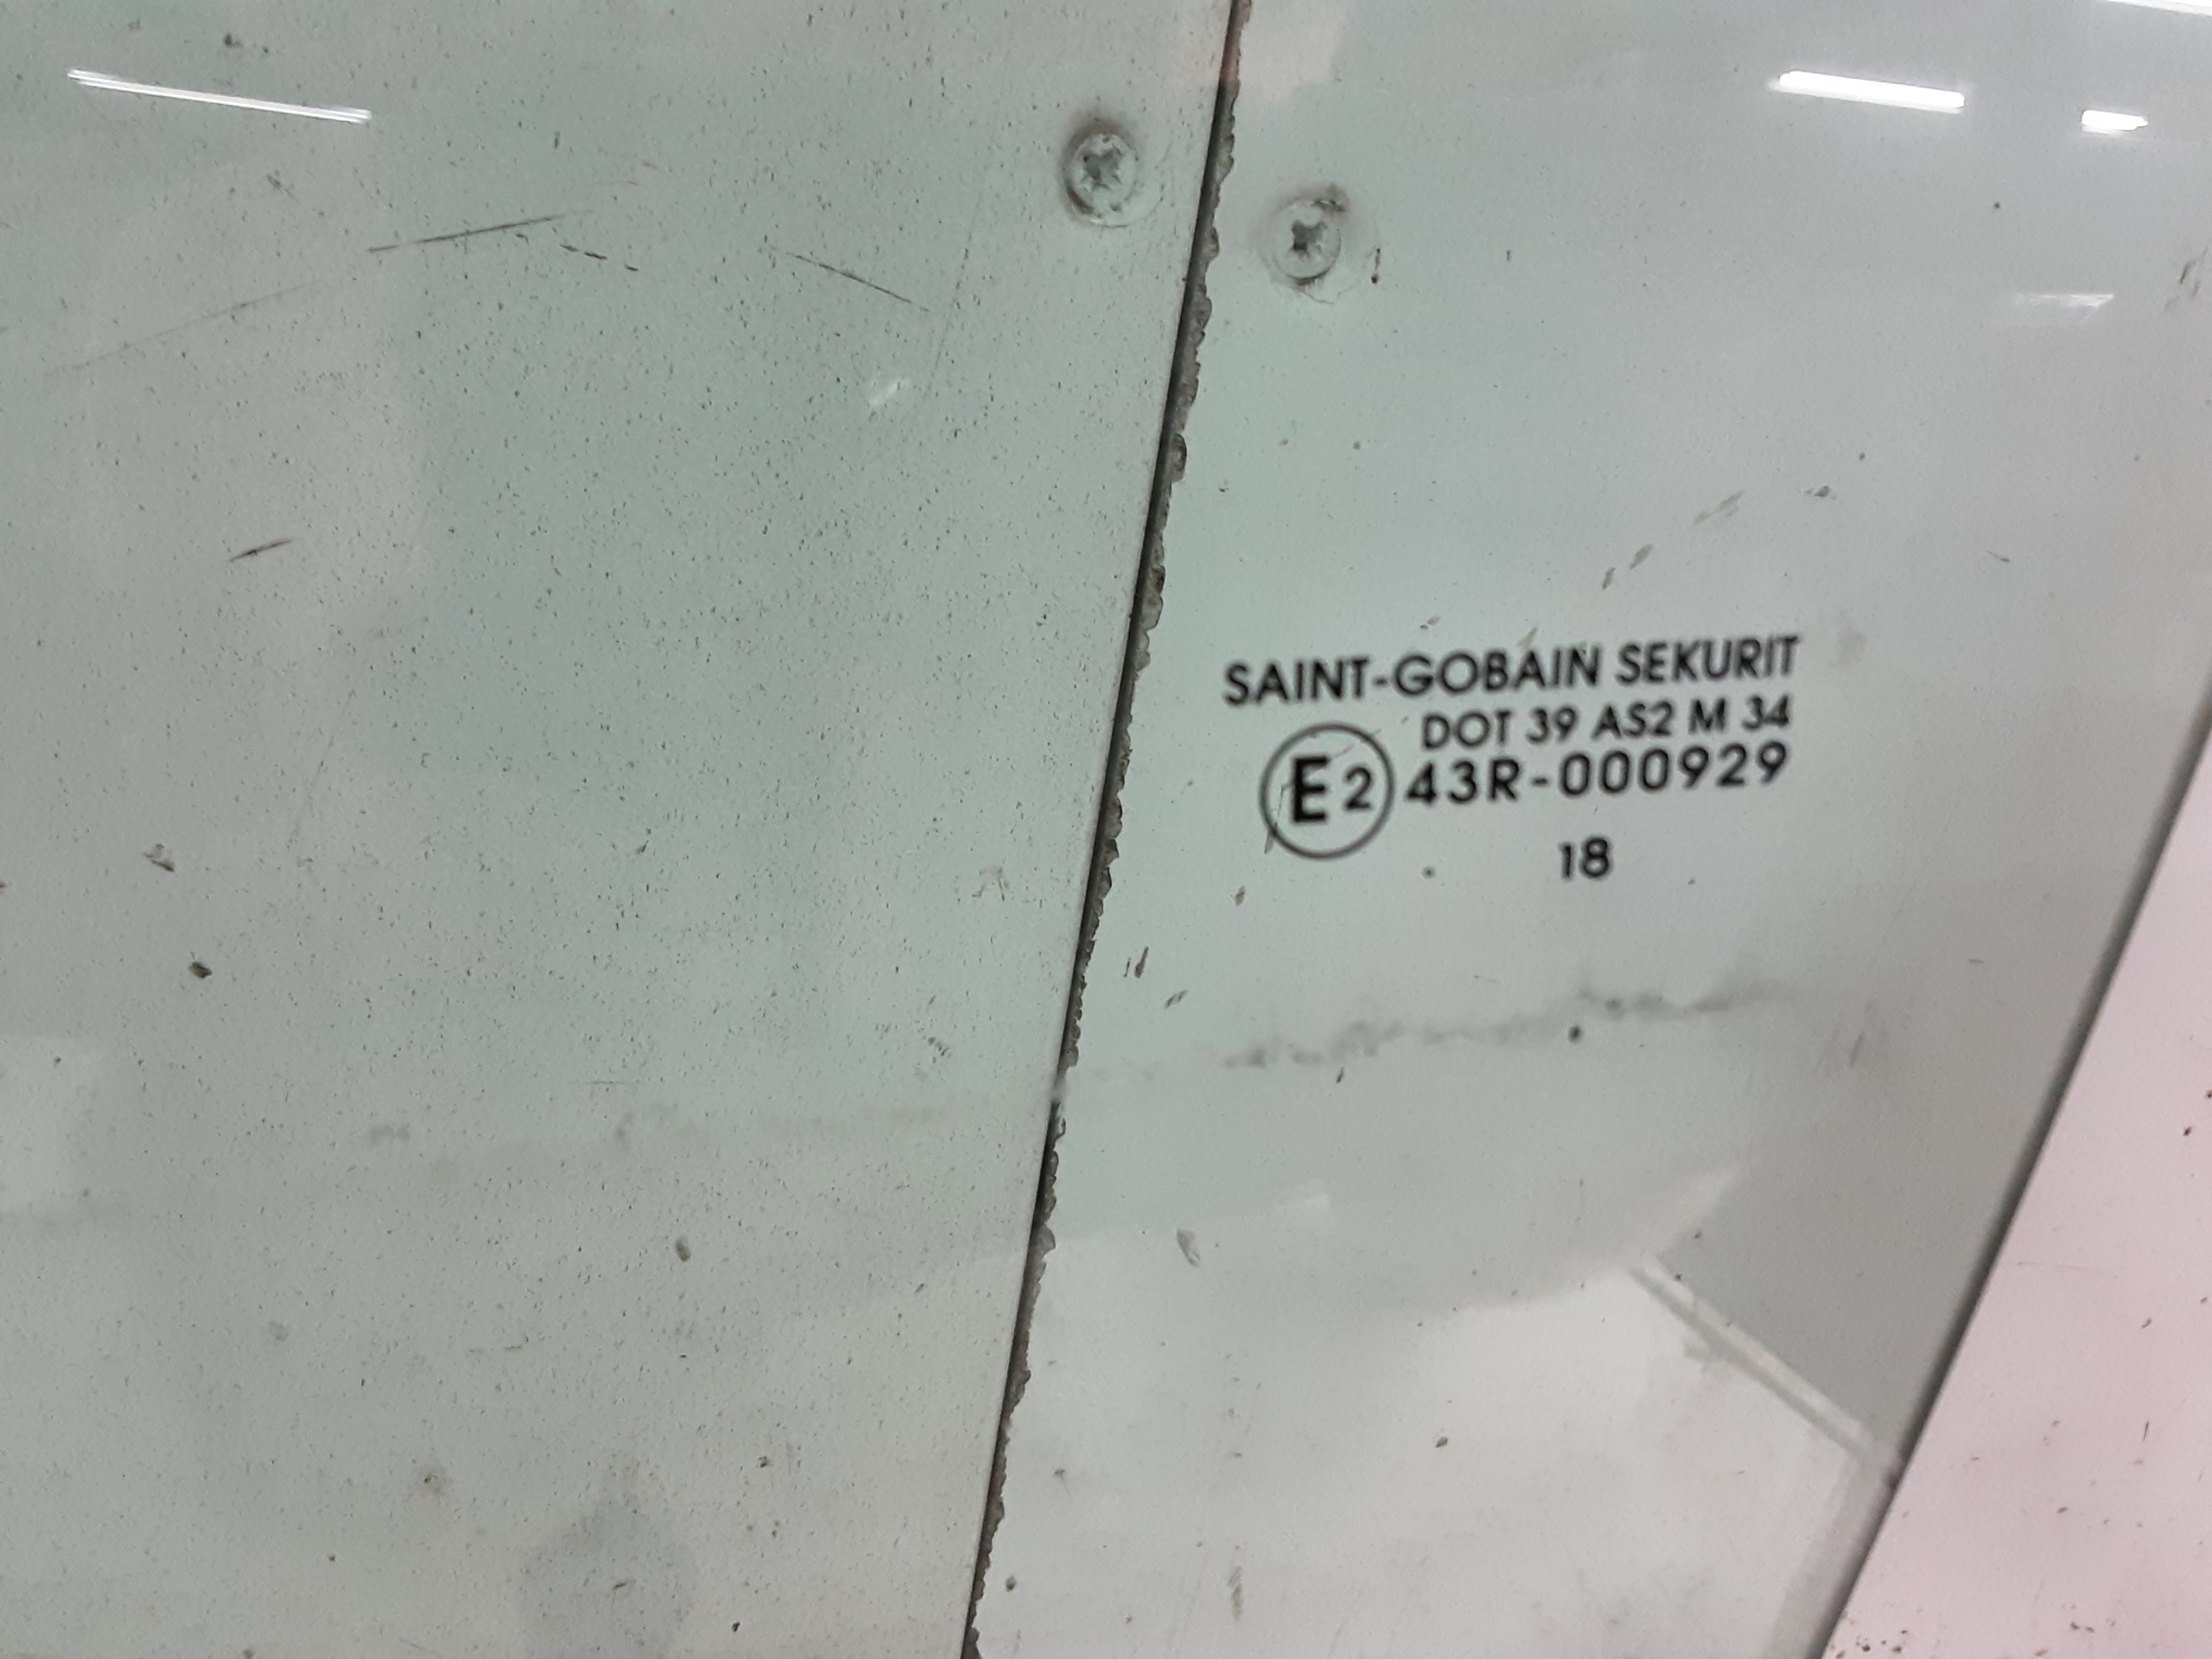 SAINT-GOBAIN SEKURIT
DOT 39 AS2 M 34
E2 43R-000929
18